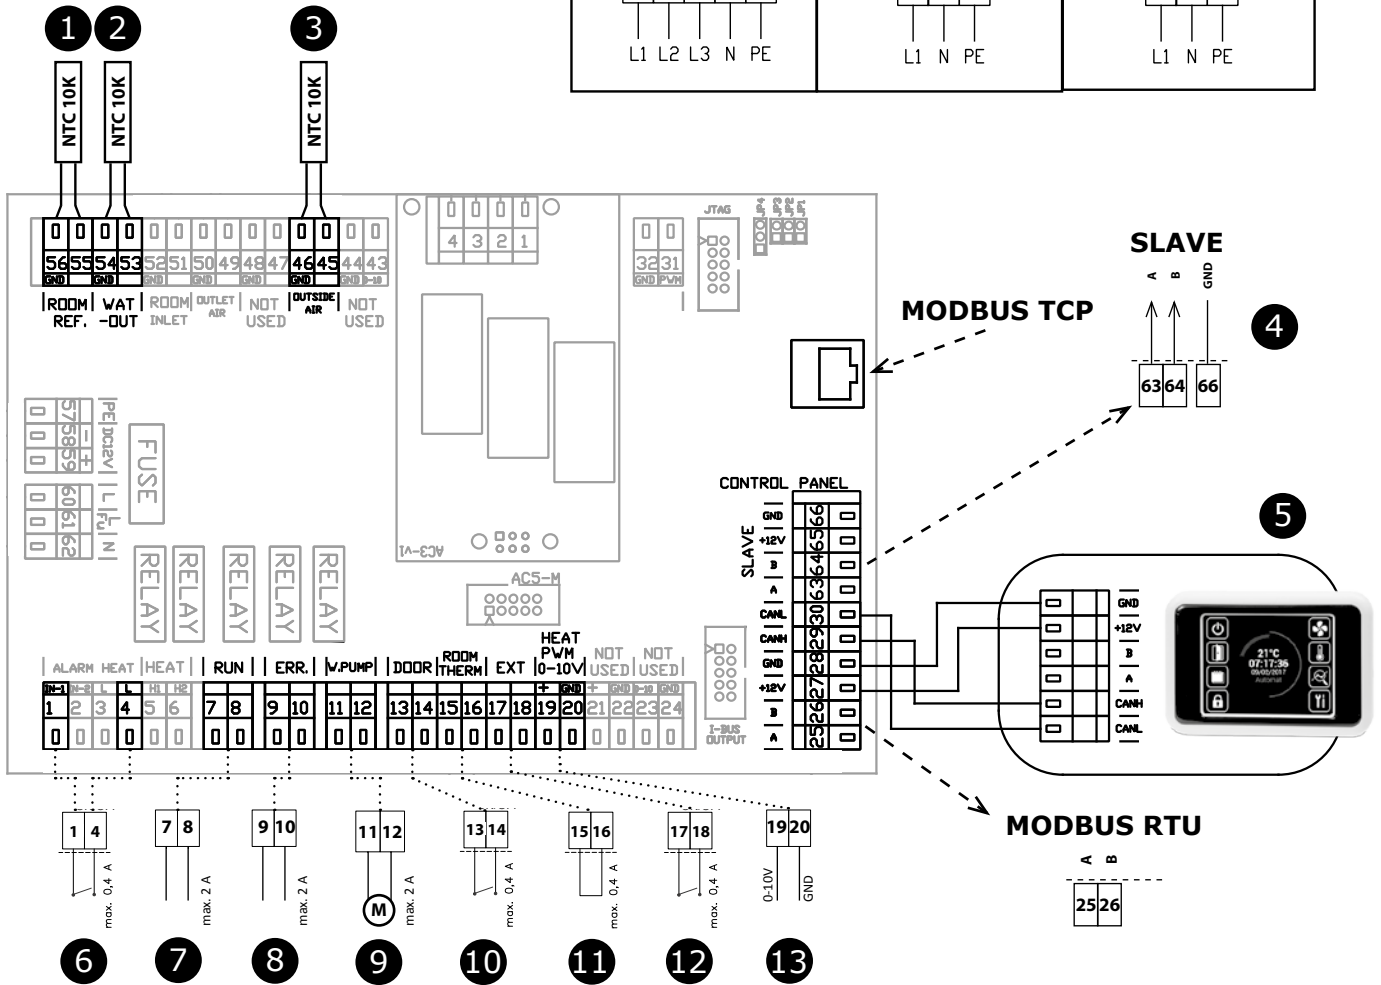 L1 L2 L3 N PE
L1 N PE
L1 N PE
1 2 3
NTC 10K
NTC 10K
NTC 10K
56 55 54 53 52 51 50 49 48 47 46 45 44 43
GND GND GND GND GND GND GND 0-10
ROOM REF.
WAT -OUT
ROOM INLET
OUTLET AIR
NOT USED
OUTSIDE AIR
NOT USED
4 3 2 1
32 31
GND PWM
JTAG
JP4 JP3 JP2 JP1
MODBUS TCP
SLAVE
A B GND
63 64 66
4
57 58 59
PE DC12V - +
60 61 62
L FU L N
FUSE
RELAY RELAY RELAY RELAY RELAY
AC3-v1
AC5-M
CONTROL PANEL
SLAVE
GND 66
+12V 65
B 64
A 63
CANL 30
CANH 29
GND 28
+12V 27
B 26
A 25
I-BUS OUTPUT
5
GND
+12V
B
A
CANH
CANL
21°C
07:17:35
09/02/2017
Automat
ALARM HEAT HEAT RUN ERR. W.PUMP DOOR
ROOM THERM
EXT
HEAT PWM 0-10V
NOT USED
NOT USED
IN-1 IN-2 L L H1 H2 + GND + GND 0-10 GND
1 2 3 4 5 6 7 8 9 10 11 12 13 14 15 16 17 18 19 20 21 22 23 24
1 4
max. 0,4 A
7 8
max. 2 A
9 10
max. 2 A
11 12
M
max. 2 A
13 14
max. 0,4 A
15 16
max. 0,4 A
17 18
max. 0,4 A
19 20
0-10V
GND
MODBUS RTU
A B
25 26
6 7 8 9 10 11 12 13